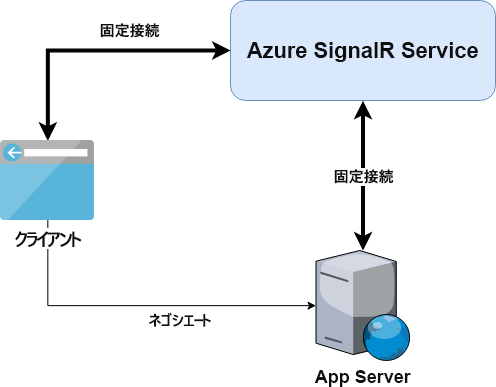 固定接続
Azure SignalR Service
固定接続
クライアント
ネゴシエート
App Server